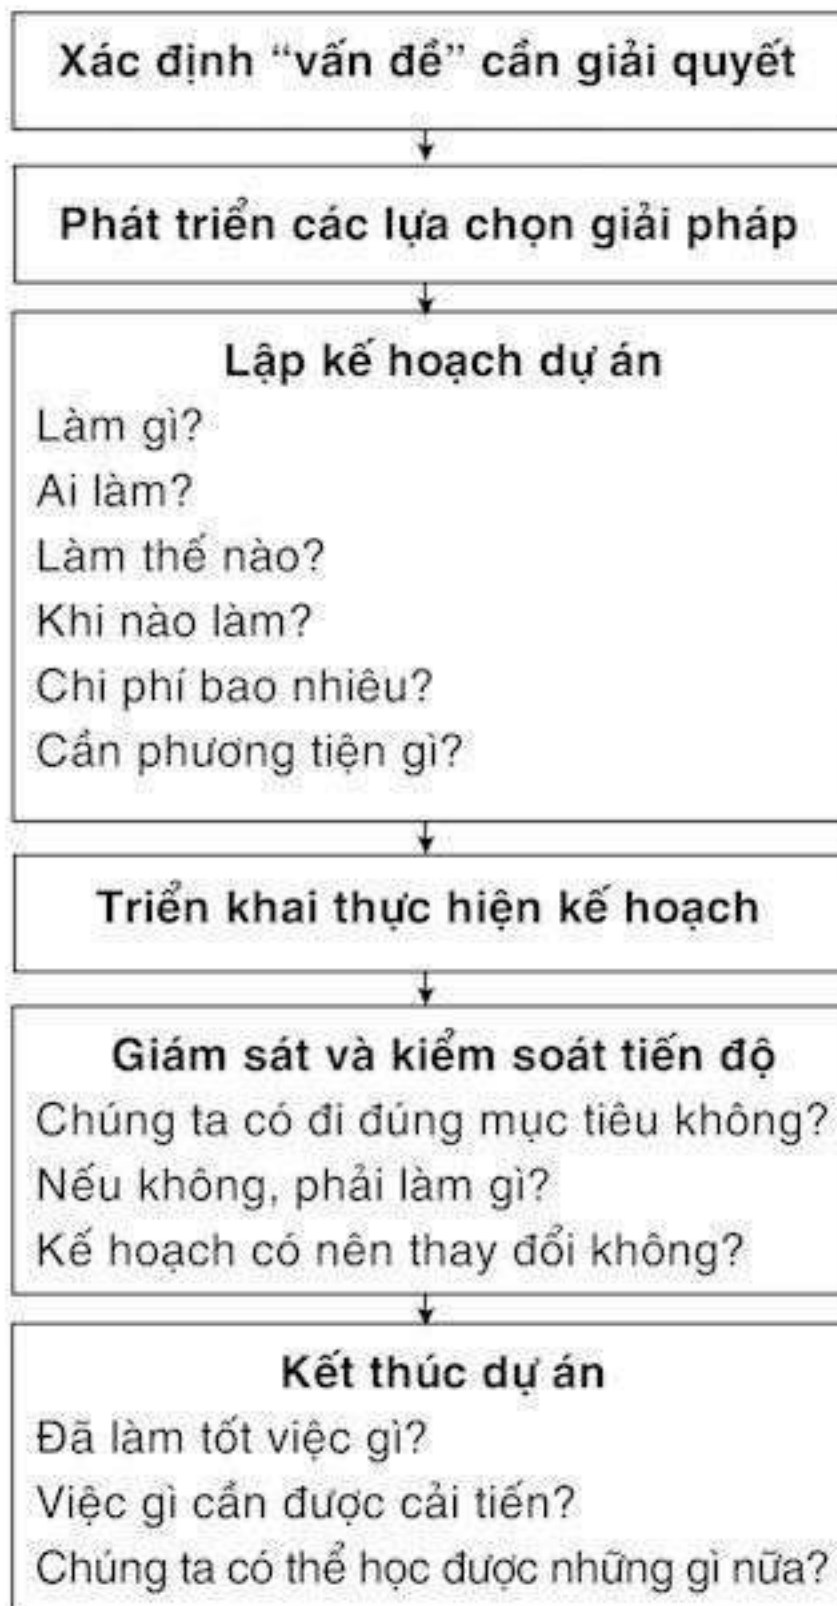 Xác định “vấn đề” cần giải quyết
Phát triển các lựa chọn giải pháp
Lập kế hoạch dự án
Làm gì?
Ai làm?
Làm thế nào?
Khi nào làm?
Chi phí bao nhiêu?
Cần phương tiện gì?
Triển khai thực hiện kế hoạch
Giám sát và kiểm soát tiến độ
Chúng ta có đi đúng mục tiêu không?
Nếu không, phải làm gì?
Kế hoạch có nên thay đổi không?
Kết thúc dự án
Đã làm tốt việc gì?
Việc gì cần được cải tiến?
Chúng ta có thể học được những gì nữa?